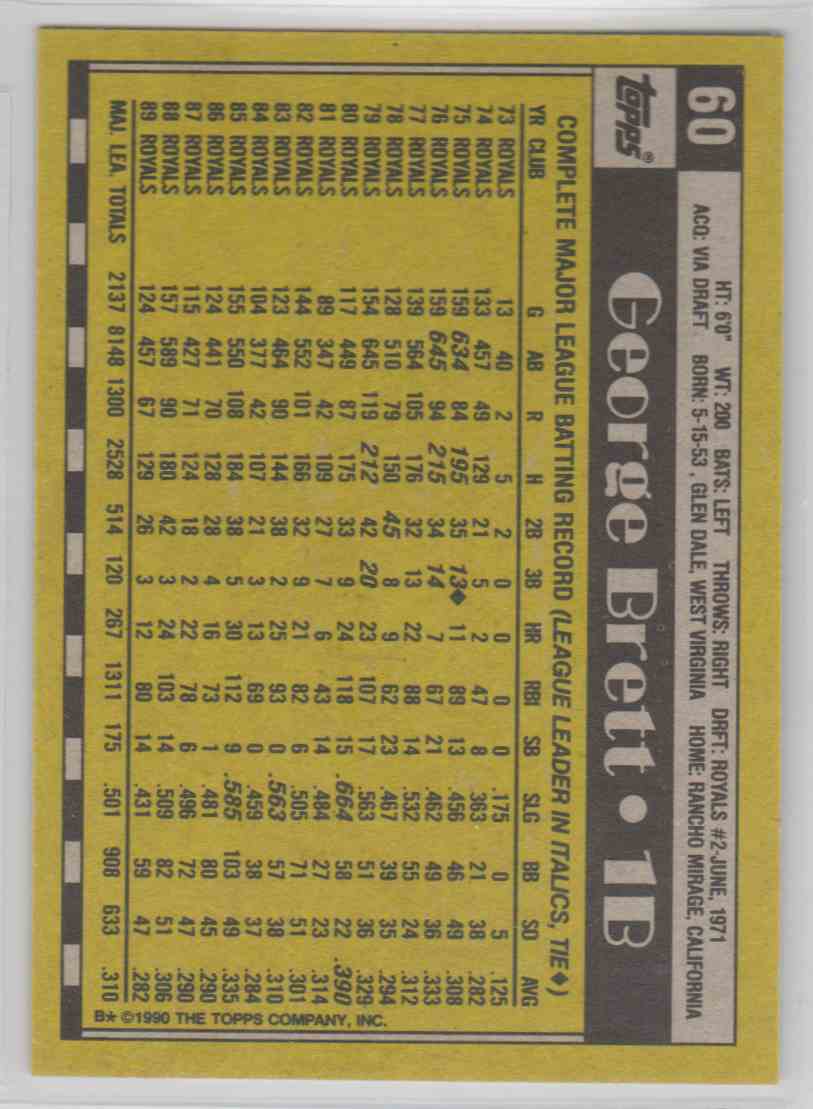 60
HT: 6'0" WT: 200 BATS: LEFT THROWS: RIGHT DRFT: ROYALS #2-JUNE, 1971
ACQ: VIA DRAFT BORN: 5-15-53, GLEN DALE, WEST VIRGINIA HOME: RANCHO MIRAGE, CALIFORNIA
TOPPS® George Brett • 1B
COMPLETE MAJOR LEAGUE BATTING RECORD (LEAGUE LEADER IN ITALICS, TIE♦)
YR CLUB G AB R H 2B 3B HR RBI SB SLG BB SO AVG
73 ROYALS 13 40 2 5 2 0 0 0 0 .175 0 5 .125
74 ROYALS 133 457 49 129 21 5 2 47 8 .363 21 38 .282
75 ROYALS 159 634 84 195 35 13♦ 11 89 13 .456 46 49 .308
76 ROYALS 159 645 94 215 34 14 7 67 21 .462 49 36 .333
77 ROYALS 139 564 105 176 32 13 22 88 14 .532 55 24 .312
78 ROYALS 128 510 79 150 45 8 9 62 23 .467 39 35 .294
79 ROYALS 154 645 119 212 42 20 23 107 17 .563 51 36 .329
80 ROYALS 117 449 87 175 33 9 24 118 15 .664 58 22 .390
81 ROYALS 89 347 42 109 27 7 6 43 14 .484 27 23 .314
82 ROYALS 144 552 101 166 32 9 21 82 6 .505 71 51 .301
83 ROYALS 123 464 90 144 38 2 25 93 0 .563 57 38 .310
84 ROYALS 104 377 42 107 21 3 13 69 0 .459 38 37 .284
85 ROYALS 155 550 108 184 38 5 30 112 9 .585 103 49 .335
86 ROYALS 124 441 70 128 28 4 16 73 1 .481 80 45 .290
87 ROYALS 115 427 71 124 18 2 22 78 6 .496 72 47 .290
88 ROYALS 157 589 90 180 42 3 24 103 14 .509 82 51 .306
89 ROYALS 124 457 67 129 26 3 12 80 14 .431 59 47 .282
MAJ. LEA. TOTALS 2137 8148 1300 2528 514 120 267 1311 175 .501 908 633 .310
B* ©1990 THE TOPPS COMPANY, INC.